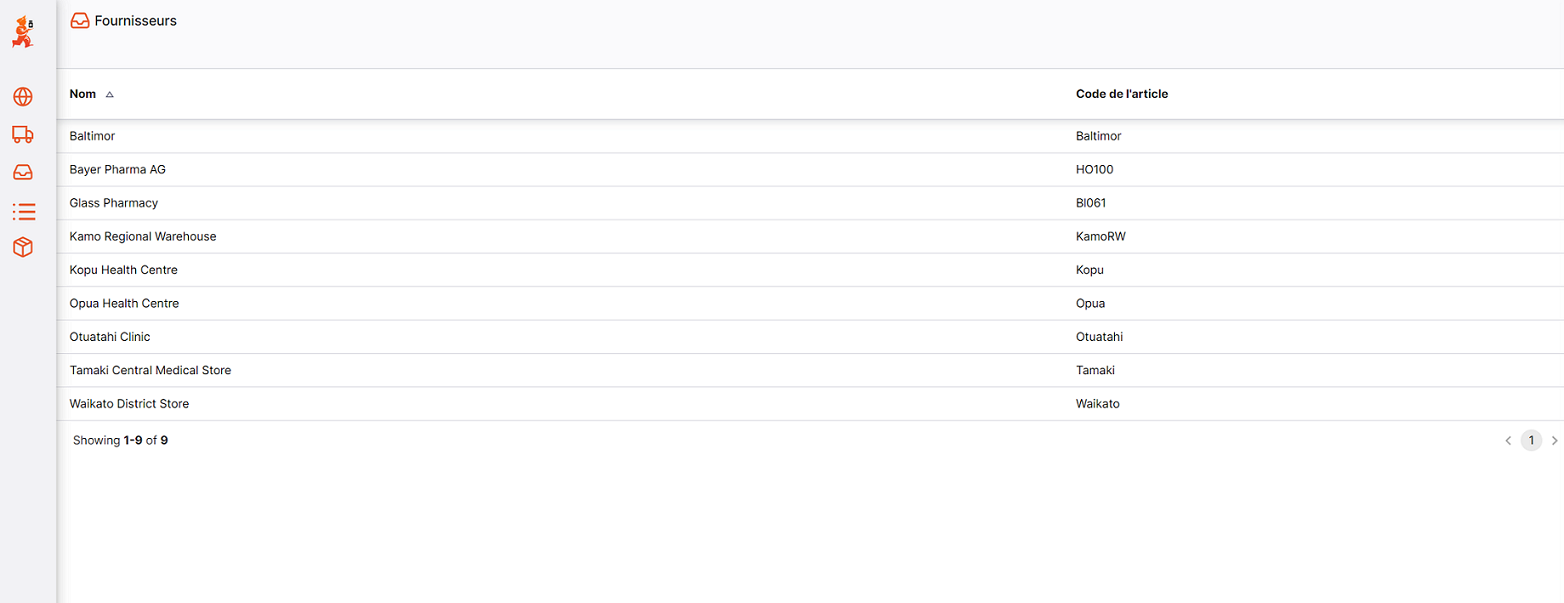 Fournisseurs
Nom Code de l'article
Baltimor Baltimor
Bayer Pharma AG HO100
Glass Pharmacy BI061
Kamo Regional Warehouse KamoRW
Kopu Health Centre Kopu
Opua Health Centre Opua
Otuatahi Clinic Otuatahi
Tamaki Central Medical Store Tamaki
Waikato District Store Waikato
Showing 1-9 of 9 1